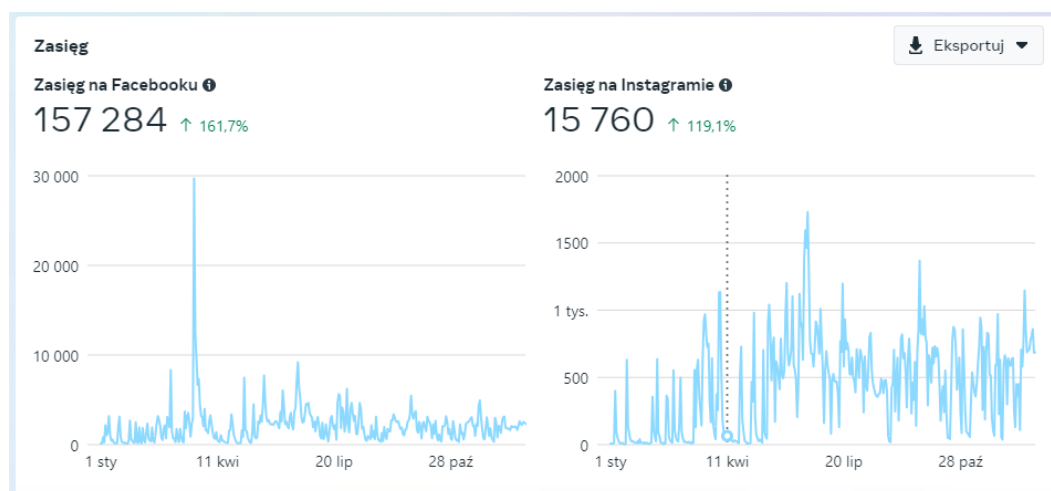 Zasięg
Eksportuj
Zasięg na Facebooku
157 284 ↑ 161,7%
Zasięg na Instagramie
15 760 ↑ 119,1%
30 000
20 000
10 000
0
1 sty 11 kwi 20 lip 28 paź
2000
1500
1 tys.
500
0
1 sty 11 kwi 20 lip 28 paź